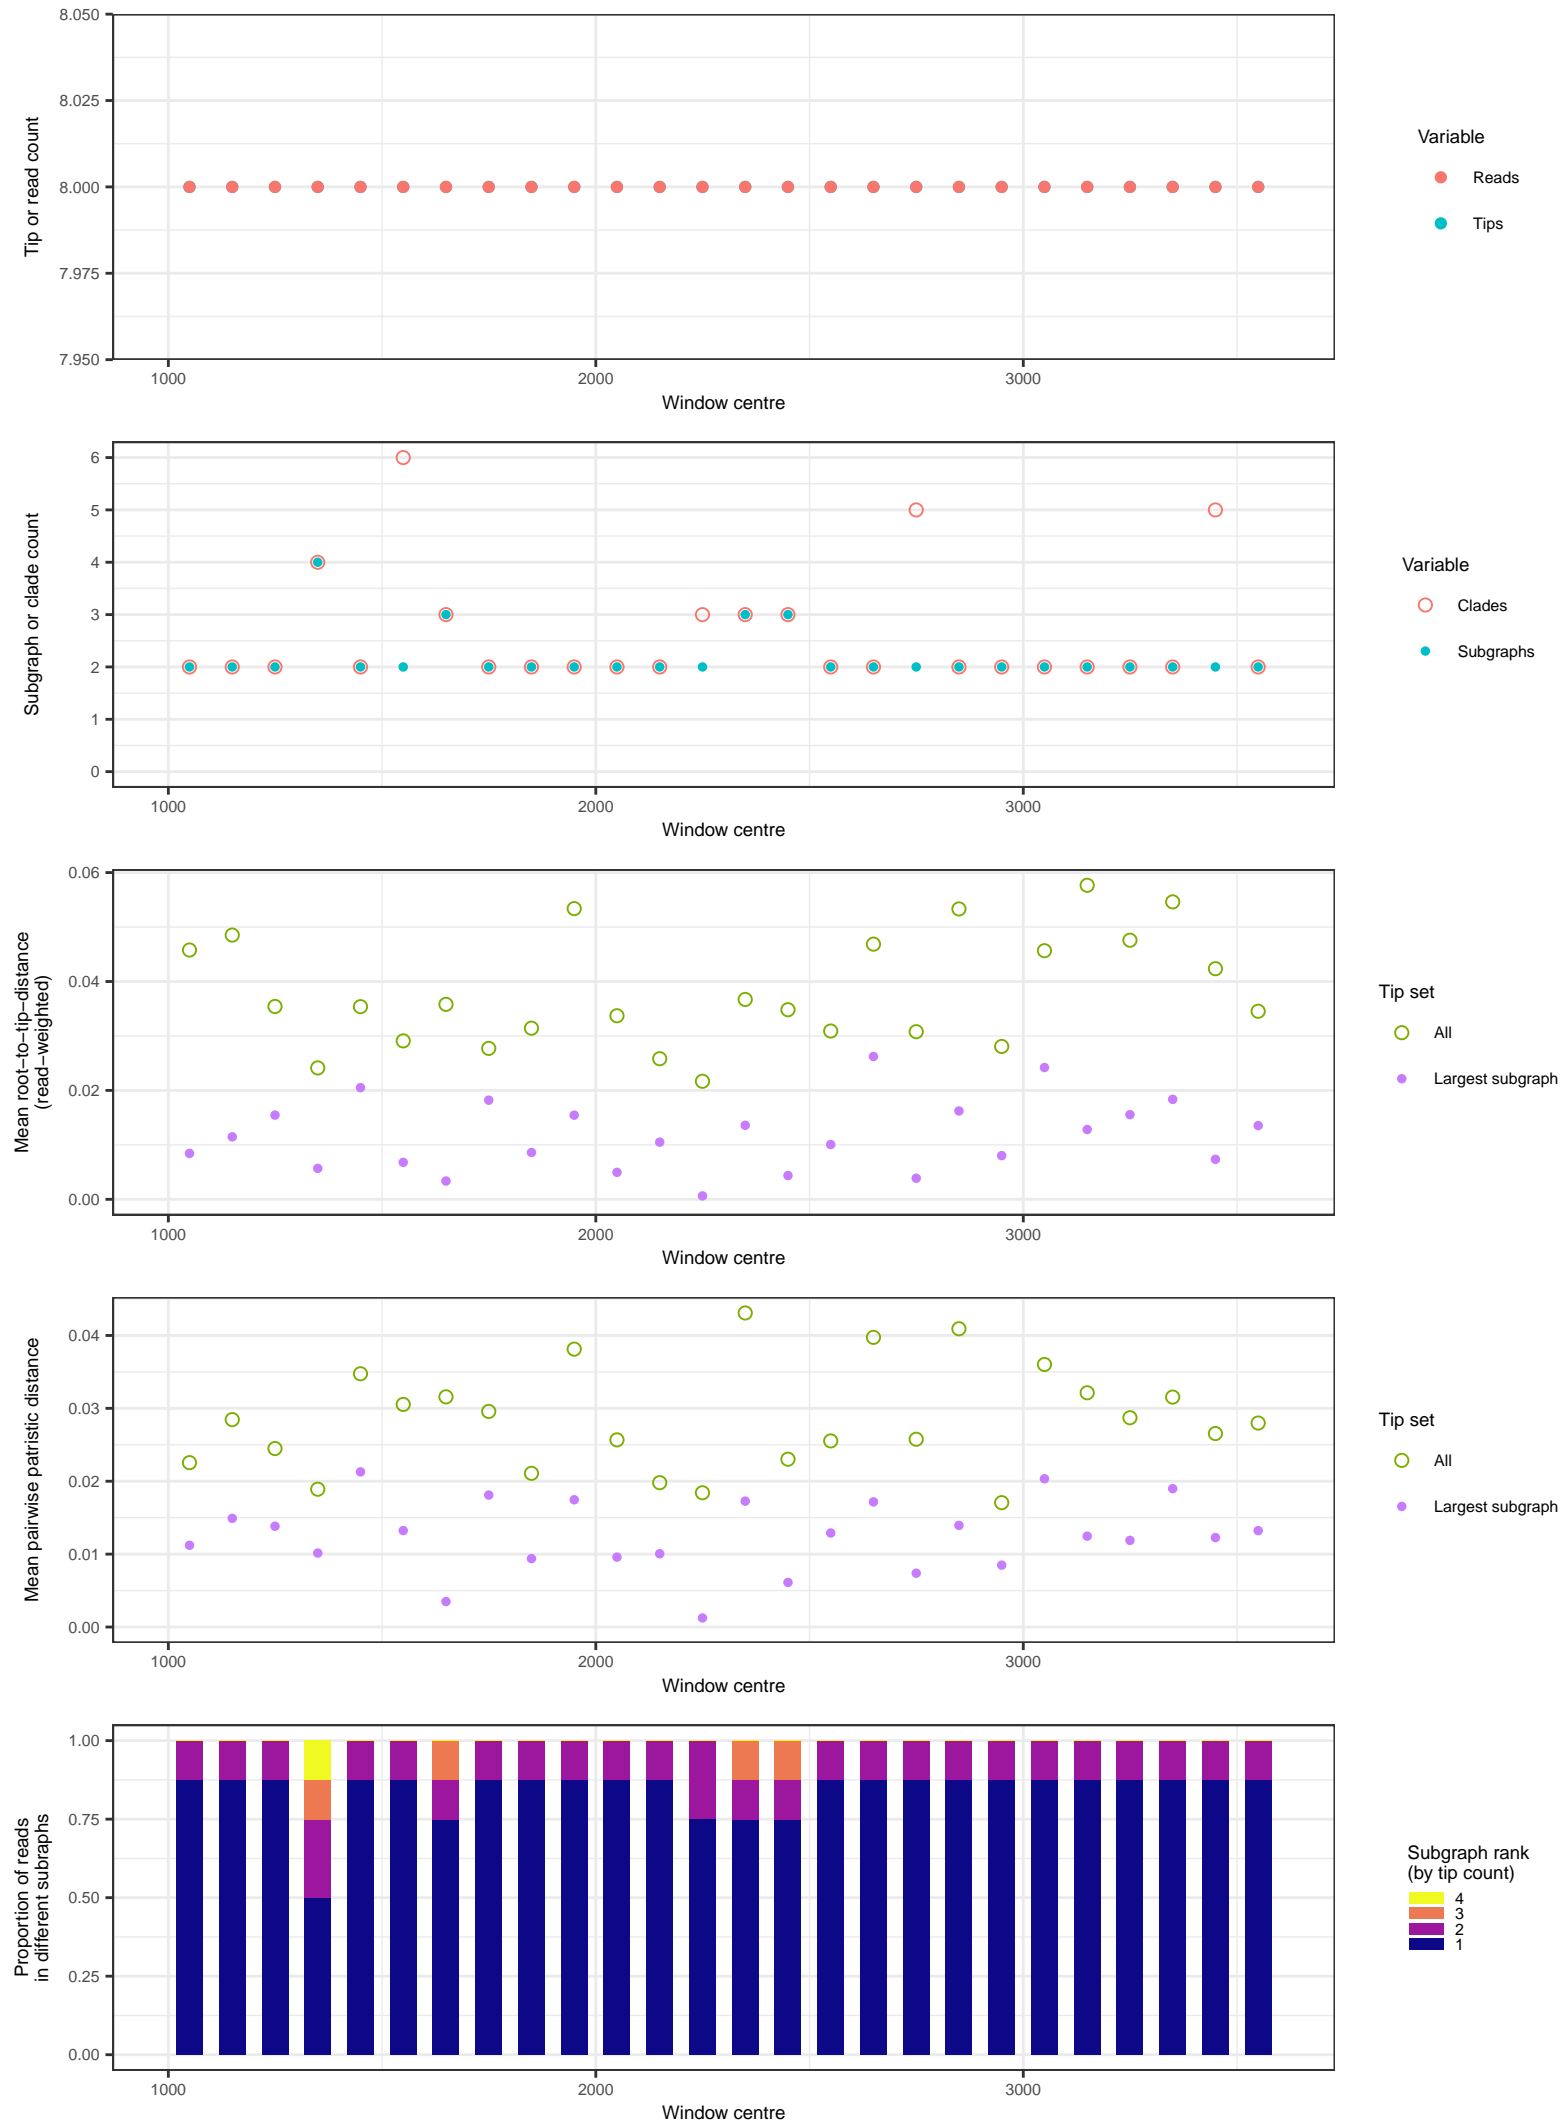 8.050
8.025
8.000
7.975
7.950
Tip or read count
1000 2000 3000
Window centre
Variable
Reads
Tips
6
5
4
3
2
1
0
Subgraph or clade count
1000 2000 3000
Window centre
Variable
Clades
Subgraphs
0.06
0.04
0.02
0.00
Mean root−to−tip−distance
(read−weighted)
1000 2000 3000
Window centre
Tip set
All
Largest subgraph
0.04
0.03
0.02
0.01
0.00
Mean pairwise patristic distance
1000 2000 3000
Window centre
Tip set
All
Largest subgraph
1.00
0.75
0.50
0.25
0.00
Proportion of reads
in different subraphs
1000 2000 3000
Window centre
Subgraph rank
(by tip count)
4
3
2
1